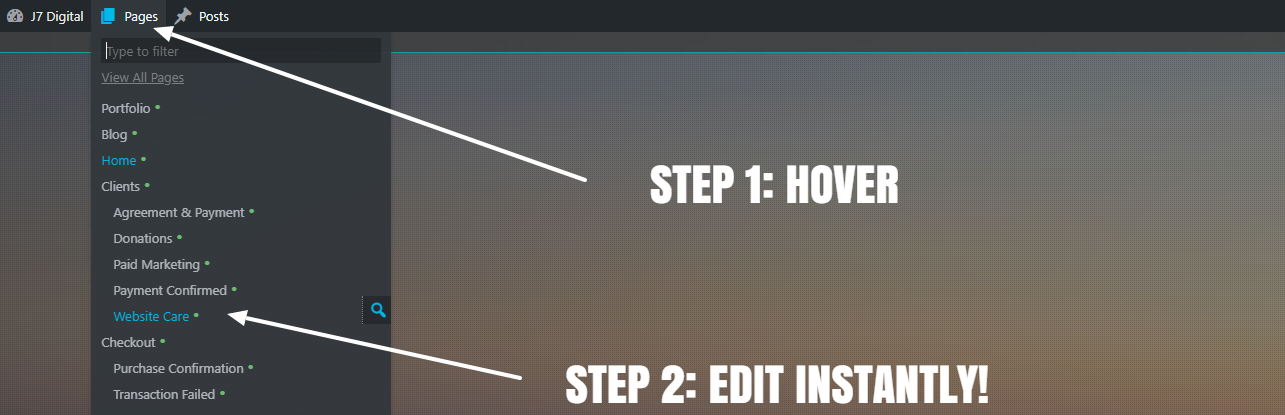 J7 Digital Pages Posts
Type to filter
View All Pages
Portfolio
Blog
Home
Clients
Agreement & Payment
Donations
Paid Marketing
Payment Confirmed
Website Care
Checkout
Purchase Confirmation
Transaction Failed
STEP 1: HOVER
STEP 2: EDIT INSTANTLY!